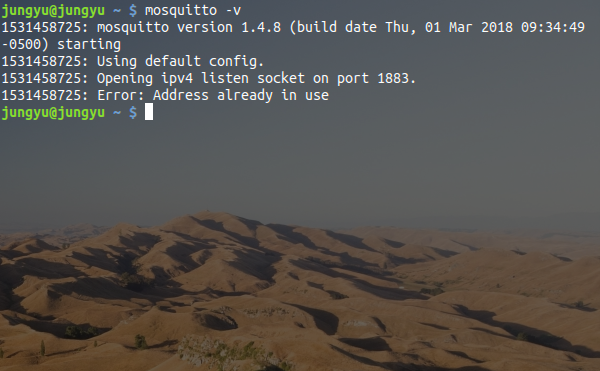 jungyu@jungyu ~ $ mosquitto -v
1531458725: mosquitto version 1.4.8 (build date Thu, 01 Mar 2018 09:34:49
-0500) starting
1531458725: Using default config.
1531458725: Opening ipv4 listen socket on port 1883.
1531458725: Error: Address already in use
jungyu@jungyu ~ $